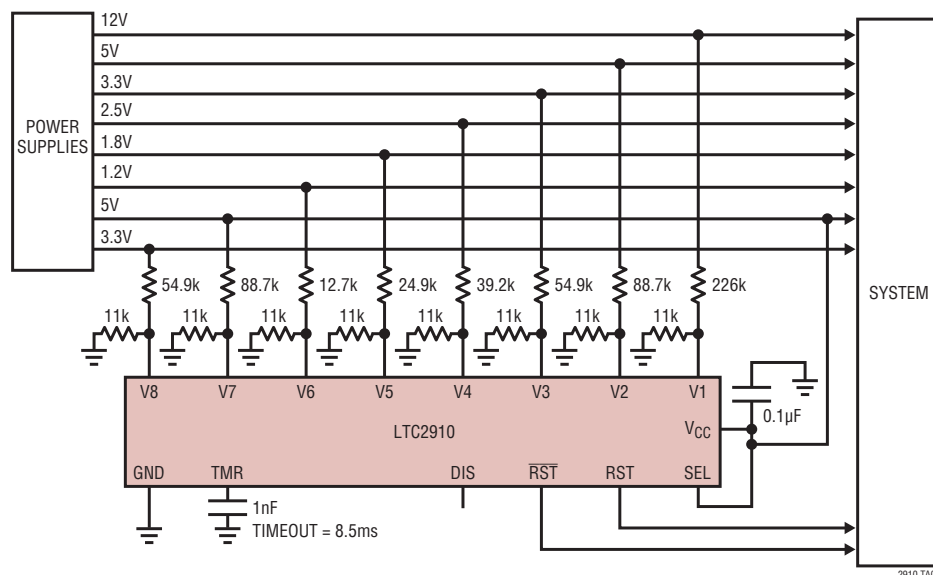 12V
5V
3.3V
2.5V
1.8V
1.2V
5V
3.3V
POWER
SUPPLIES
SYSTEM
54.9k 88.7k 12.7k 24.9k 39.2k 54.9k 88.7k 226k
11k 11k 11k 11k 11k 11k 11k 11k
V8 V7 V6 V5 V4 V3 V2 V1
0.1µF
LTC2910
VCC
GND TMR DIS RST RST SEL
1nF
TIMEOUT = 8.5ms